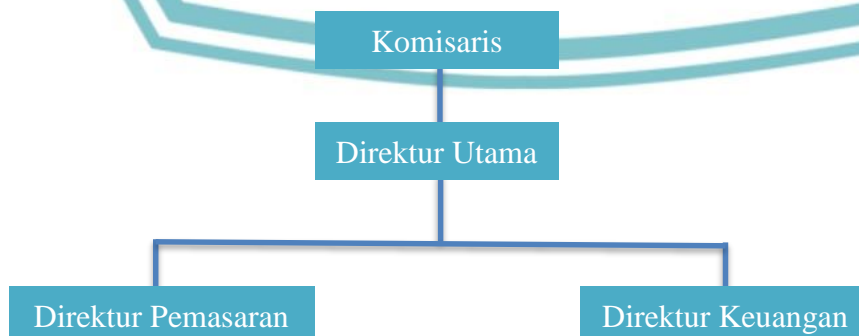 Komisaris
Direktur Utama
Direktur Pemasaran
Direktur Keuangan